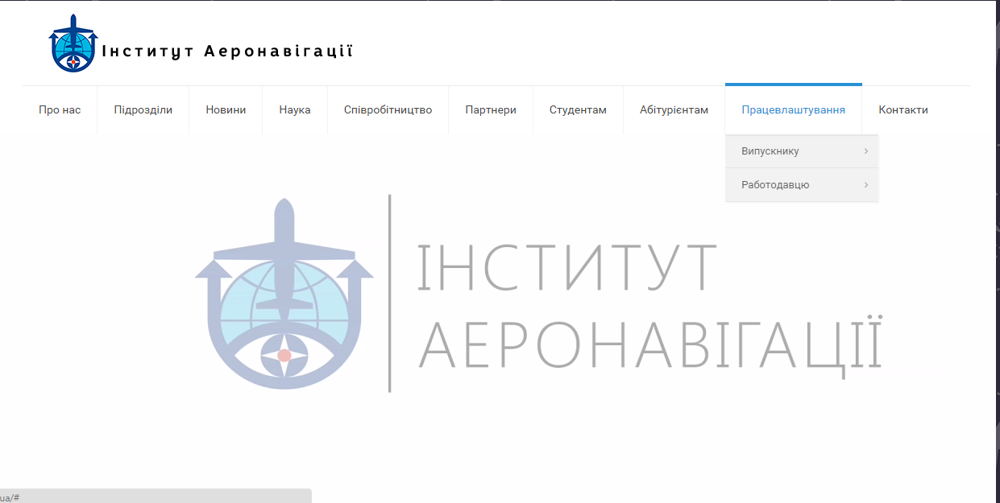 Інститут Аеронавігації
Про нас Підрозділи Новини Наука Співробітництво Партнери Студентам Абітурієнтам Працевлаштування Контакти
Випускнику
Работодавцю
ІНСТИТУТ
АЕРОНАВІГАЦІЇ
ua/#